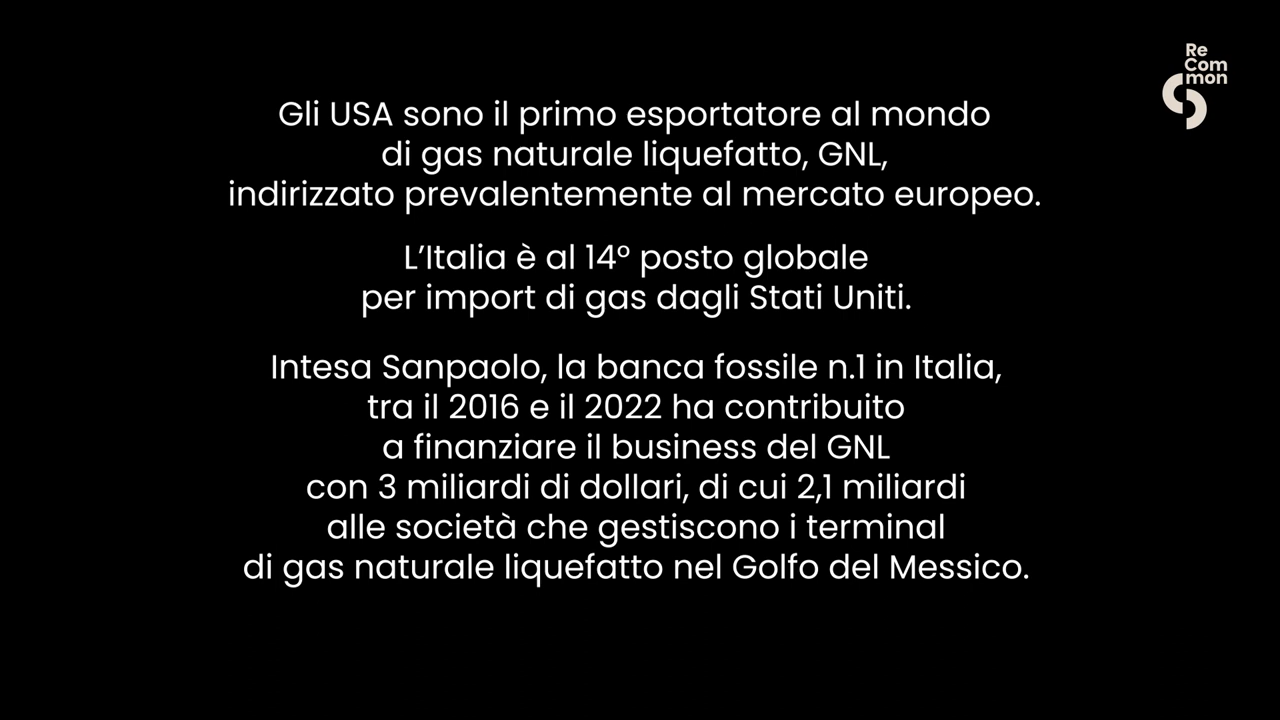 Re
Com
mon
Gli USA sono il primo esportatore al mondo
di gas naturale liquefatto, GNL,
indirizzato prevalentemente al mercato europeo.
L’Italia è al 14° posto globale
per import di gas dagli Stati Uniti.
Intesa Sanpaolo, la banca fossile n.1 in Italia,
tra il 2016 e il 2022 ha contribuito
a finanziare il business del GNL
con 3 miliardi di dollari, di cui 2,1 miliardi
alle società che gestiscono i terminal
di gas naturale liquefatto nel Golfo del Messico.